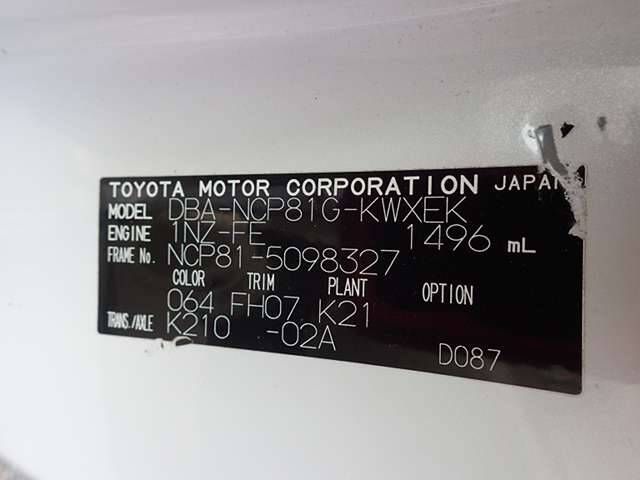 TOYOTA MOTOR CORPORATION JAPAN
MODEL DBA-NCP81G-KWXEK
ENGINE 1NZ-FE 1496 mL
FRAME No. NCP81-5098327
COLOR TRIM PLANT OPTION
064 FH07 K21
TRANS./AXLE K210 -02A
D087